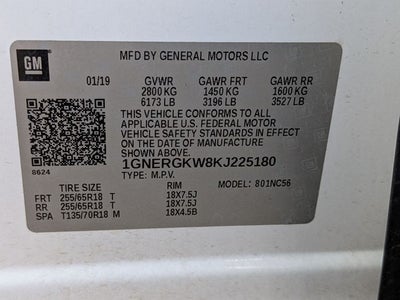 GM
MFD BY GENERAL MOTORS LLC
01/19 GVWR GAWR FRT GAWR RR
2800 KG 1450 KG 1600 KG
6173 LB 3196 LB 3527 LB
THIS VEHICLE CONFORMS TO ALL APPLICABLE
U.S. FEDERAL MOTOR
VEHICLE SAFETY STANDARDS IN EFFECT
ON THE DATE OF MANUFACTURE
SHOWN ABOVE.
8624
1GNERGKW8KJ225180
TYPE: M.P.V.
TIRE SIZE RIM MODEL: 801NC56
FRT 255/65R18 T 18X7.5J
RR 255/65R18 T 18X7.5J
SPA T135/70R18 M 18X4.5B